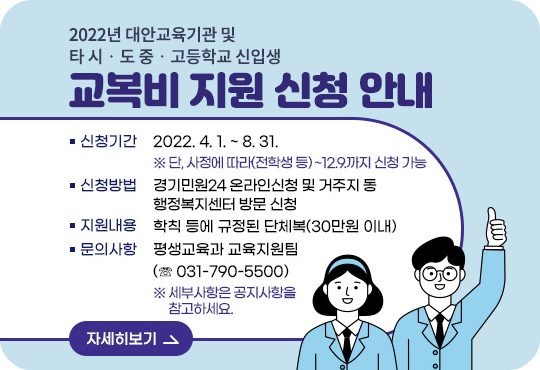 2022년 대안교육기관 및
타 시 · 도 중 · 고등학교 신입생
교복비 지원 신청 안내
▪ 신청기간 2022. 4. 1. ~ 8. 31.
※ 단, 사정에 따라(전학생 등) ~12.9.까지 신청 가능
▪ 신청방법 경기민원24 온라인신청 및 거주지 동
행정복지센터 방문 신청
▪ 지원내용 학칙 등에 규정된 단체복(30만원 이내)
▪ 문의사항 평생교육과 교육지원팀
(☏ 031-790-5500)
※ 세부사항은 공지사항을
참고하세요.
자세히보기